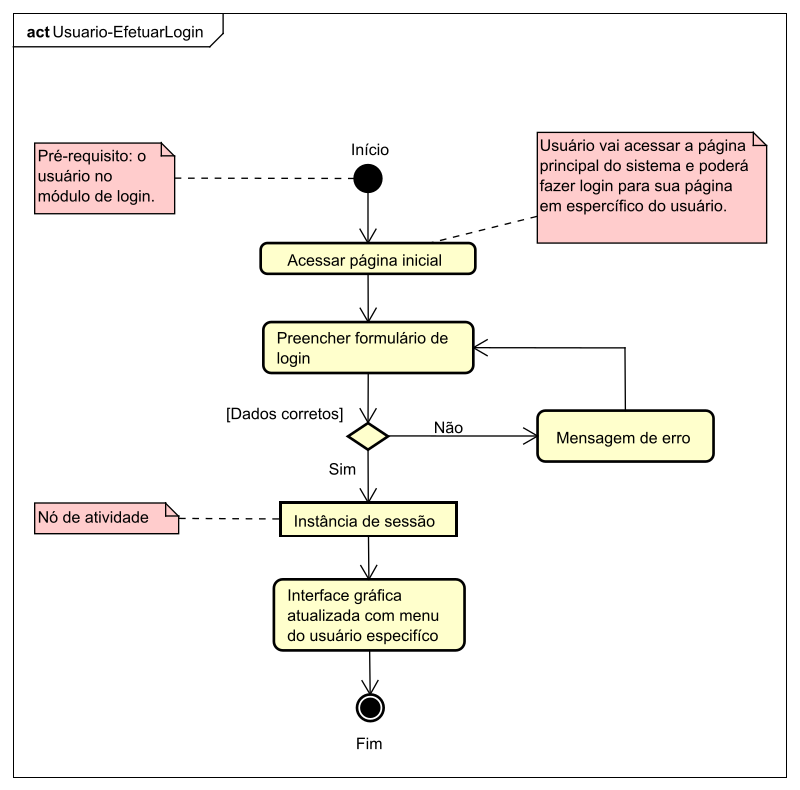 act Usuario-EfetuarLogin
Início
Pré-requisito: o
usuário no
módulo de login.
Usuário vai acessar a página
principal do sistema e poderá
fazer login para sua página
em espercífico do usuário.
Acessar página inicial
Preencher formulário de
login
[Dados corretos]
Não
Mensagem de erro
Sim
Nó de atividade
Instância de sessão
Interface gráfica
atualizada com menu
do usuário especifíco
Fim